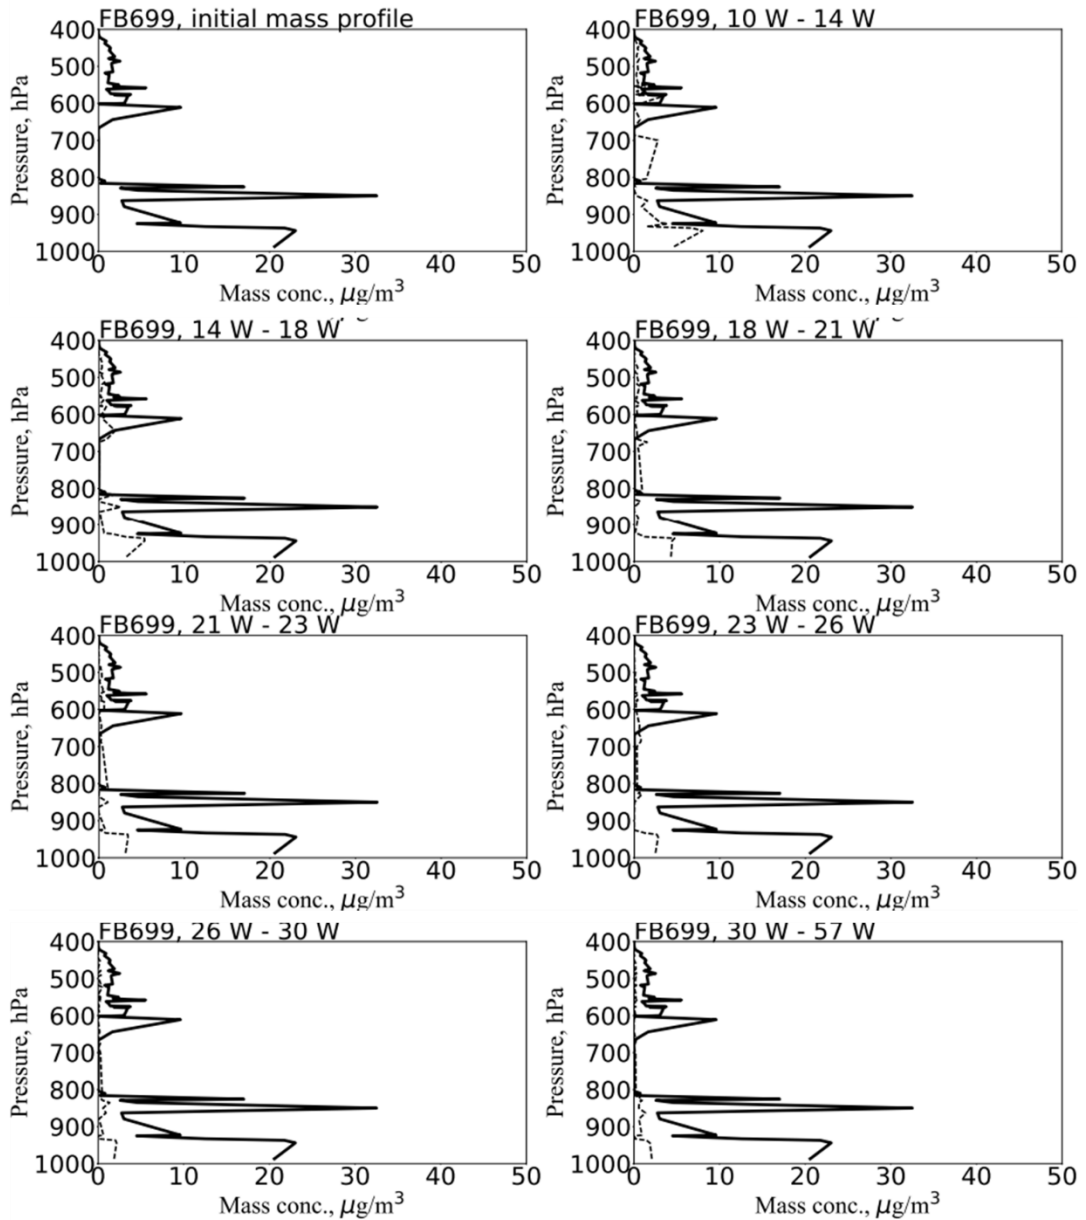 FB699, initial mass profile
400
500
600
700
800
900
1000
0 10 20 30 40 50
Pressure, hPa
Mass conc., μg/m³
FB699, 10 W - 14 W
400
500
600
700
800
900
1000
0 10 20 30 40 50
Pressure, hPa
Mass conc., μg/m³
FB699, 14 W - 18 W
400
500
600
700
800
900
1000
0 10 20 30 40 50
Pressure, hPa
Mass conc., μg/m³
FB699, 18 W - 21 W
400
500
600
700
800
900
1000
0 10 20 30 40 50
Pressure, hPa
Mass conc., μg/m³
FB699, 21 W - 23 W
400
500
600
700
800
900
1000
0 10 20 30 40 50
Pressure, hPa
Mass conc., μg/m³
FB699, 23 W - 26 W
400
500
600
700
800
900
1000
0 10 20 30 40 50
Pressure, hPa
Mass conc., μg/m³
FB699, 26 W - 30 W
400
500
600
700
800
900
1000
0 10 20 30 40 50
Pressure, hPa
Mass conc., μg/m³
FB699, 30 W - 57 W
400
500
600
700
800
900
1000
0 10 20 30 40 50
Pressure, hPa
Mass conc., μg/m³